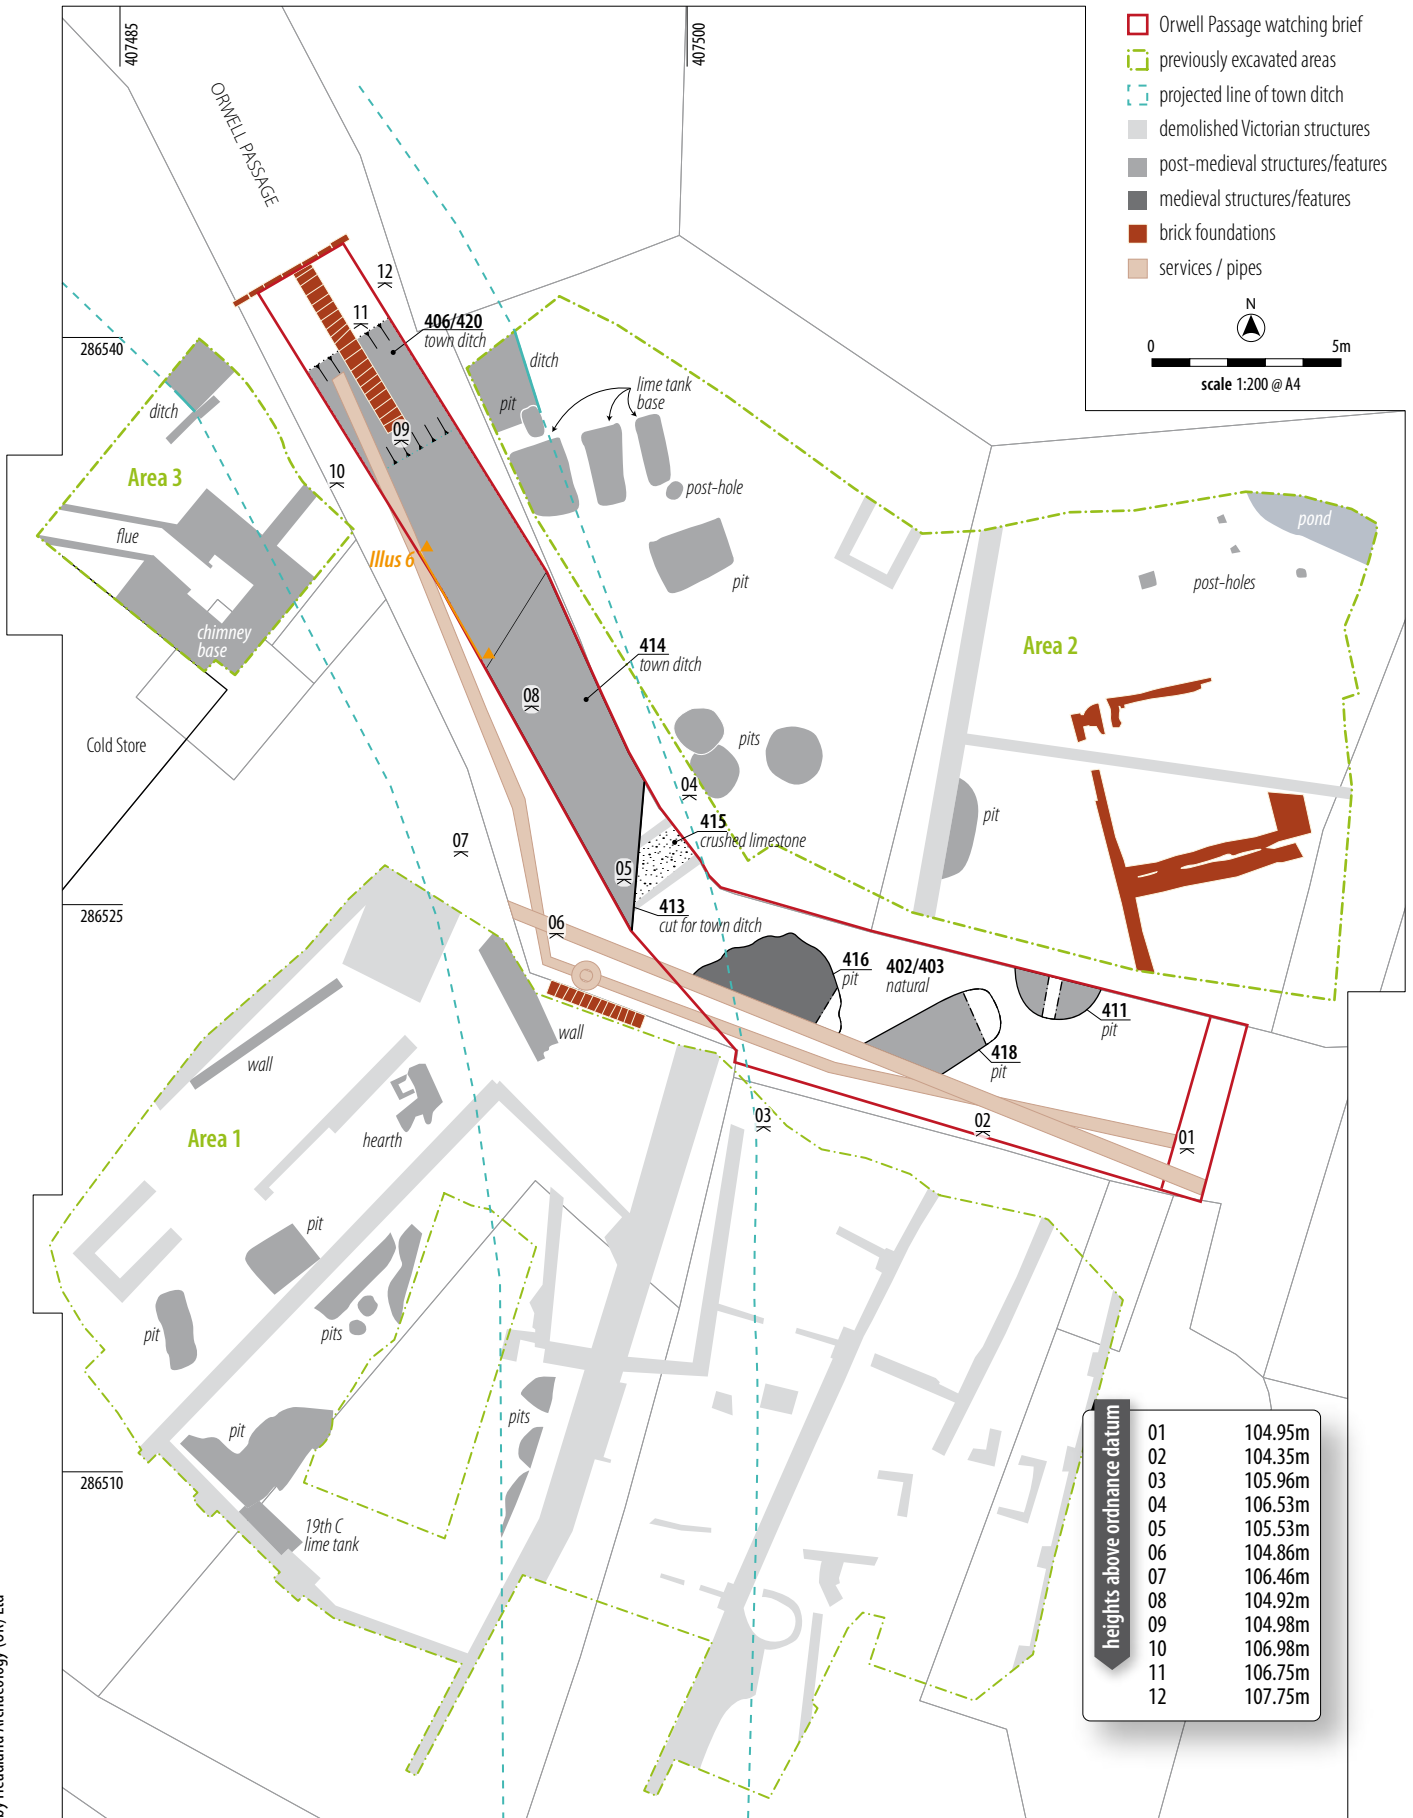 407485
407500
Orwell Passage watching brief
previously excavated areas
projected line of town ditch
demolished Victorian structures
post-medieval structures/features
medieval structures/features
brick foundations
services / pipes
N
0 5m
scale 1:200 @ A4
ORWELL PASSAGE
12
11
406/420
town ditch
286540
ditch
pit
lime tank
base
ditch
09
10
Area 3
post-hole
flue
Illus 6
pit
pond
post-holes
chimney
base
414
town ditch
Area 2
08
Cold Store
pits
04
07
415
crushed limestone
pit
05
286525
413
cut for town ditch
06
416
pit
402/403
natural
wall
411
pit
wall
418
pit
hearth
03
02
01
Area 1
pit
pit
pits
pits
pit
286510
19th C
lime tank
heights above ordnance datum
01 104.95m
02 104.35m
03 105.96m
04 106.53m
05 105.53m
06 104.86m
07 106.46m
08 104.92m
09 104.98m
10 106.98m
11 106.75m
12 107.75m
by Headland Archaeology (UK) Ltd